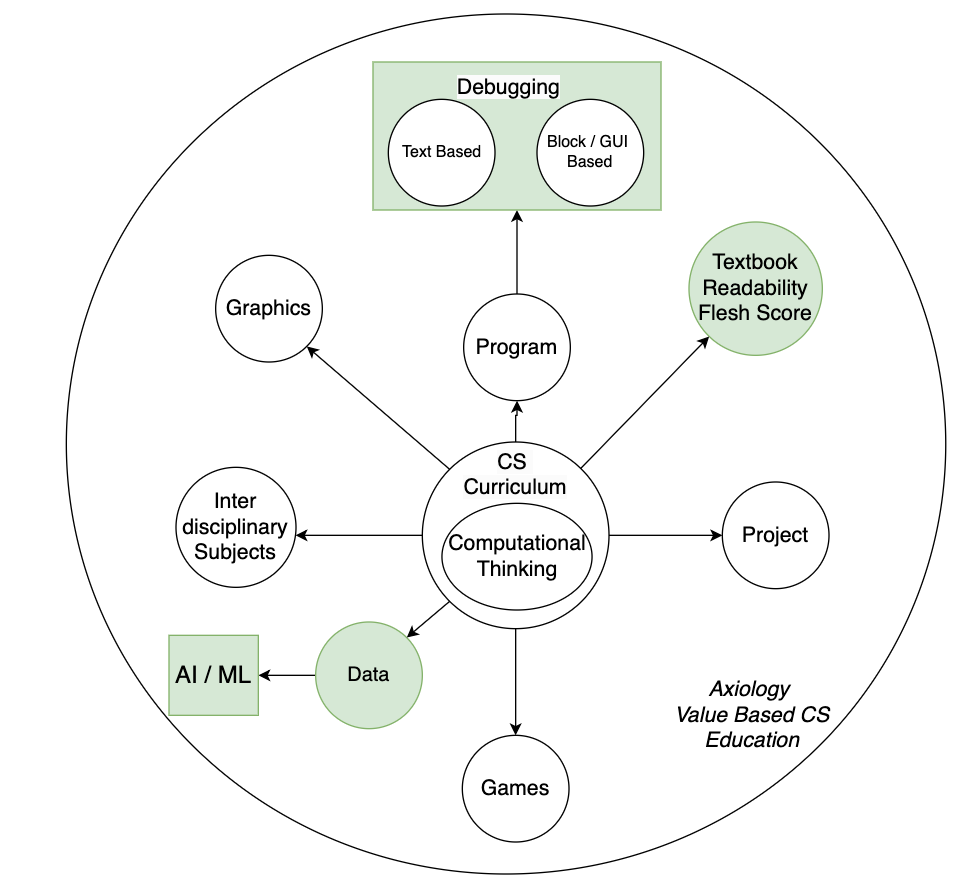 Debugging
Text Based
Block / GUI
Based
Textbook
Readability
Flesh Score
Graphics
Program
CS
Curriculum
Computational
Thinking
Inter
disciplinary
Subjects
Project
AI / ML
Data
Axiology
Value Based CS
Education
Games